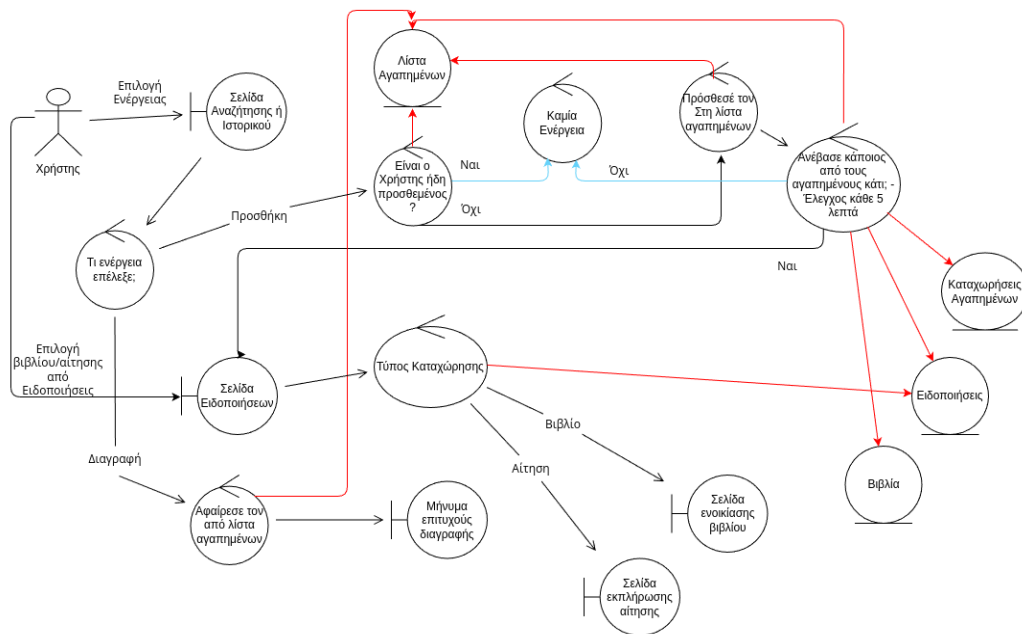 Λίστα
Αγαπημένων
Επιλογή
Ενέργειας
Σελίδα
Αναζήτησης ή
Ιστορικού
Χρήστης
Καμία
Ενέργεια
Πρόσθεσέ τον
Στη λίστα
αγαπημένων
Είναι ο
Χρήστης ήδη
προσθεμένος
?
Ναι
Όχι
Όχι
Ανέβασε κάποιος
από τους
αγαπημένους κάτι; -
Έλεγχος κάθε 5
λεπτά
Προσθήκη
Τι ενέργεια
επέλεξε;
Ναι
Καταχωρήσεις
Αγαπημένων
Επιλογή
βιβλίου/αίτησης
από
Ειδοποιήσεις
Σελίδα
Ειδοποιήσεων
Τύπος Καταχώρησης
Ειδοποιήσεις
Βιβλίο
Διαγραφή
Αίτηση
Βιβλία
Αφαίρεσε τον
από λίστα
αγαπημένων
Μήνυμα
επιτυχούς
διαγραφής
Σελίδα
ενοικίασης
βιβλίου
Σελίδα
εκπλήρωσης
αίτησης